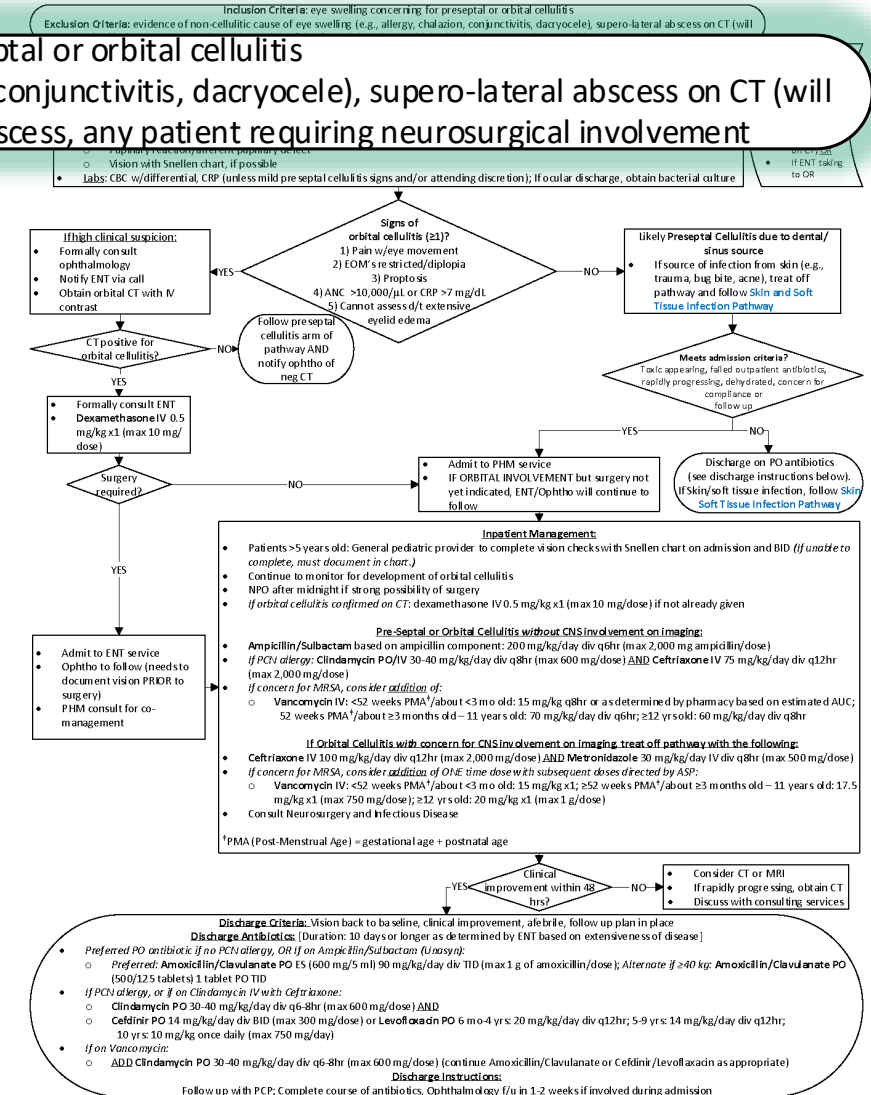 Inclusion Criteria: eye swelling concerning for preseptal or orbital cellulitis
Exclusion Criteria: evidence of non-cellulitic cause of eye swelling (e.g., allergy, chalazion, conjunctivitis, dacryocele), supero-lateral abscess on CT (will
ptal or orbital cellulitis
conjunctivitis, dacryocele), supero-lateral abscess on CT (will
scess, any patient requiring neurosurgical involvement
o Vision with Snellen chart, if possible
• Labs: CBC w/differential, CRP (unless mild preseptal cellulitis signs and/or attending discretion); If ocular discharge, obtain bacterial culture
• If ENT taking
to OR
Signs of
orbital cellulitis (≥1)?
1) Pain w/eye movement
2) EOM's restricted/diplopia
3) Proptosis
4) ANC >10,000/µL or CRP >7 mg/dL
5) Cannot assess d/t extensive
eyelid edema
YES
NO
If high clinical suspicion:
• Formally consult
ophthalmology
• Notify ENT via call
• Obtain orbital CT with IV
contrast
Likely Preseptal Cellulitis due to dental/
sinus source
• If source of infection from skin (e.g.,
trauma, bug bite, acne), treat off
pathway and follow Skin and Soft
Tissue Infection Pathway
CT positive for
orbital cellulitis?
NO
Follow preseptal
cellulitis arm of
pathway AND
notify ophtho of
neg CT
YES
Meets admission criteria?
Toxic appearing, failed outpatient antibiotics,
rapidly progressing, dehydrated, concern for
compliance or
follow up
• Formally consult ENT
• Dexamethasone IV 0.5
mg/kg x1 (max 10 mg/
dose)
YES
NO
Surgery
required?
NO
• Admit to PHM service
• IF ORBITAL INVOLVEMENT but surgery not
yet indicated, ENT/Ophtho will continue to
follow
Discharge on PO antibiotics
(see discharge instructions below).
If Skin/soft tissue infection, follow Skin
Soft Tissue Infection Pathway
YES
• Admit to ENT service
• Ophtho to follow (needs to
document vision PRIOR to
surgery)
• PHM consult for co-
management
Inpatient Management:
• Patients >5 years old: General pediatric provider to complete vision checks with Snellen chart on admission and BID (If unable to
complete, must document in chart.)
• Continue to monitor for development of orbital cellulitis
• NPO after midnight if strong possibility of surgery
• If orbital cellulitis confirmed on CT: dexamethasone IV 0.5 mg/kg x1 (max 10 mg/dose) if not already given
Pre-Septal or Orbital Cellulitis without CNS involvement on imaging:
• Ampicillin/Sulbactam based on ampicillin component: 200 mg/kg/day div q6hr (max 2,000 mg ampicillin/dose)
• If PCN allergy: Clindamycin PO/IV 30-40 mg/kg/day div q8hr (max 600 mg/dose) AND Ceftriaxone IV 75 mg/kg/day div q12hr
(max 2,000 mg/dose)
• If concern for MRSA, consider addition of:
o Vancomycin IV: <52 weeks PMA†/about <3 mo old: 15 mg/kg q8hr or as determined by pharmacy based on estimated AUC;
52 weeks PMA†/about ≥3 months old – 11 years old: 70 mg/kg/day div q6hr; ≥12 yrs old: 60 mg/kg/day div q8hr
If Orbital Cellulitis with concern for CNS involvement on imaging, treat off pathway with the following:
• Ceftriaxone IV 100 mg/kg/day div q12hr (max 2,000 mg/dose) AND Metronidazole 30 mg/kg/day IV div q8hr (max 500 mg/dose)
• If concern for MRSA, consider addition of ONE time dose with subsequent doses directed by ASP:
o Vancomycin IV: <52 weeks PMA†/about <3 mo old: 15 mg/kg x1; ≥52 weeks PMA†/about ≥3 months old – 11 years old: 17.5
mg/kg x1 (max 750 mg/dose); ≥12 yrs old: 20 mg/kg x1 (max 1 g/dose)
• Consult Neurosurgery and Infectious Disease
†PMA (Post-Menstrual Age) = gestational age + postnatal age
Clinical
improvement within 48
hrs?
YES
NO
• Consider CT or MRI
• If rapidly progressing, obtain CT
• Discuss with consulting services
Discharge Criteria: Vision back to baseline, clinical improvement, afebrile, follow up plan in place
Discharge Antibiotics: [Duration: 10 days or longer as determined by ENT based on extensiveness of disease]
• Preferred PO antibiotic if no PCN allergy, OR if on Ampicillin/Sulbactam (Unasyn):
o Preferred: Amoxicillin/Clavulanate PO ES (600 mg/5 ml) 90 mg/kg/day div TID (max 1 g of amoxicillin/dose); Alternate if ≥40 kg: Amoxicillin/Clavulanate PO
(500/125 tablets) 1 tablet PO TID
• If PCN allergy, or if on Clindamycin IV with Ceftriaxone:
o Clindamycin PO 30-40 mg/kg/day div q6-8hr (max 600 mg/dose) AND
o Cefdinir PO 14 mg/kg/day div BID (max 300 mg/dose) or Levofloxacin PO 6 mo-4 yrs: 20 mg/kg/day div q12hr; 5-9 yrs: 14 mg/kg/day div q12hr;
10 yrs: 10 mg/kg once daily (max 750 mg/day)
• If on Vancomycin:
o ADD Clindamycin PO 30-40 mg/kg/day div q6-8hr (max 600 mg/dose) (continue Amoxicillin/Clavulanate or Cefdinir/Levoflaxacin as appropriate)
Discharge Instructions:
Follow up with PCP; Complete course of antibiotics, Ophthalmology f/u in 1-2 weeks if involved during admission